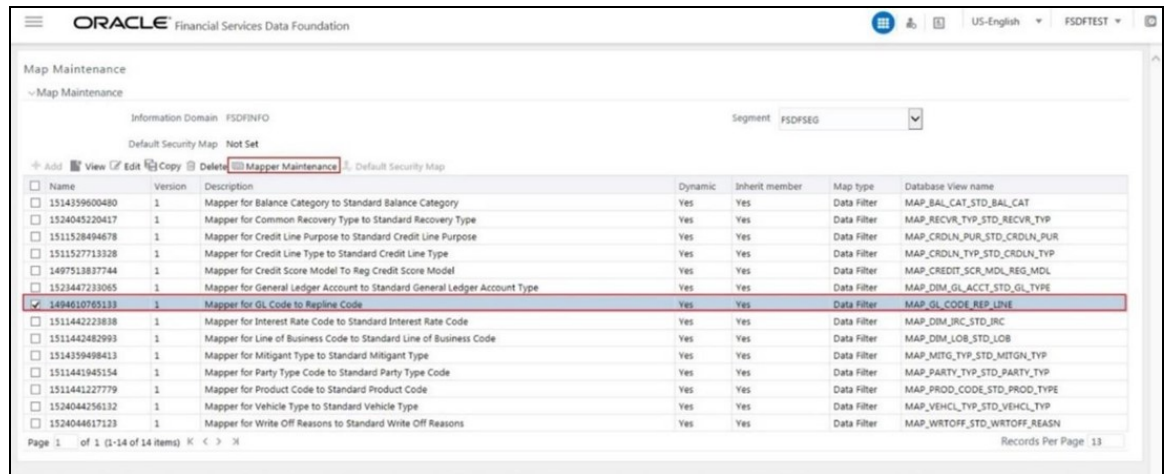 ORACLE Financial Services Data Foundation US-English FSDFTEST
Map Maintenance
Map Maintenance
Information Domain FSDFINFO Segment FSDFSEG
Default Security Map Not Set
Add View Edit Copy Delete Mapper Maintenance Default Security Map
Name Version Description Dynamic Inherit member Map type Database View name
1514359600480 1 Mapper for Balance Category to Standard Balance Category Yes Yes Data Filter MAP_BAL_CAT_STD_BAL_CAT
1524045220417 1 Mapper for Common Recovery Type to Standard Recovery Type Yes Yes Data Filter MAP_RECVR_TYP_STD_RECVR_TYP
1511528494678 1 Mapper for Credit Line Purpose to Standard Credit Line Purpose Yes Yes Data Filter MAP_CRDLN_PUR_STD_CRDLN_PUR
1511527713328 1 Mapper for Credit Line Type to Standard Credit Line Type Yes Yes Data Filter MAP_CRDLN_TYP_STD_CRDLN_TYP
1497513837744 1 Mapper for Credit Score Model To Reg Credit Score Model Yes Yes Data Filter MAP_CREDIT_SCR_MDL_REG_MDL
1523447233065 1 Mapper for General Ledger Account to Standard General Ledger Account Type Yes Yes Data Filter MAP_DIM_GL_ACCT_STD_GL_TYPE
1494610765133 1 Mapper for GL Code to Repline Code Yes Yes Data Filter MAP_GL_CODE_REP_LINE
1511442223838 1 Mapper for Interest Rate Code to Standard Interest Rate Code Yes Yes Data Filter MAP_DIM_IRC_STD_IRC
1511442482993 1 Mapper for Line of Business Code to Standard Line of Business Code Yes Yes Data Filter MAP_DIM_LOB_STD_LOB
1514359498413 1 Mapper for Mitigant Type to Standard Mitigant Type Yes Yes Data Filter MAP_MITG_TYP_STD_MITGN_TYP
1511441945154 1 Mapper for Party Type Code to Standard Party Type Code Yes Yes Data Filter MAP_PARTY_TYP_STD_PARTY_TYP
1511441227779 1 Mapper for Product Code to Standard Product Code Yes Yes Data Filter MAP_PROD_CODE_STD_PROD_TYPE
1524044256132 1 Mapper for Vehicle Type to Standard Vehicle Type Yes Yes Data Filter MAP_VEHCL_TYP_STD_VEHCL_TYP
1524044617123 1 Mapper for Write Off Reasons to Standard Write Off Reasons Yes Yes Data Filter MAP_WRTOFF_STD_WRTOFF_REASN
Page 1 of 1 (1-14 of 14 items) Records Per Page 13